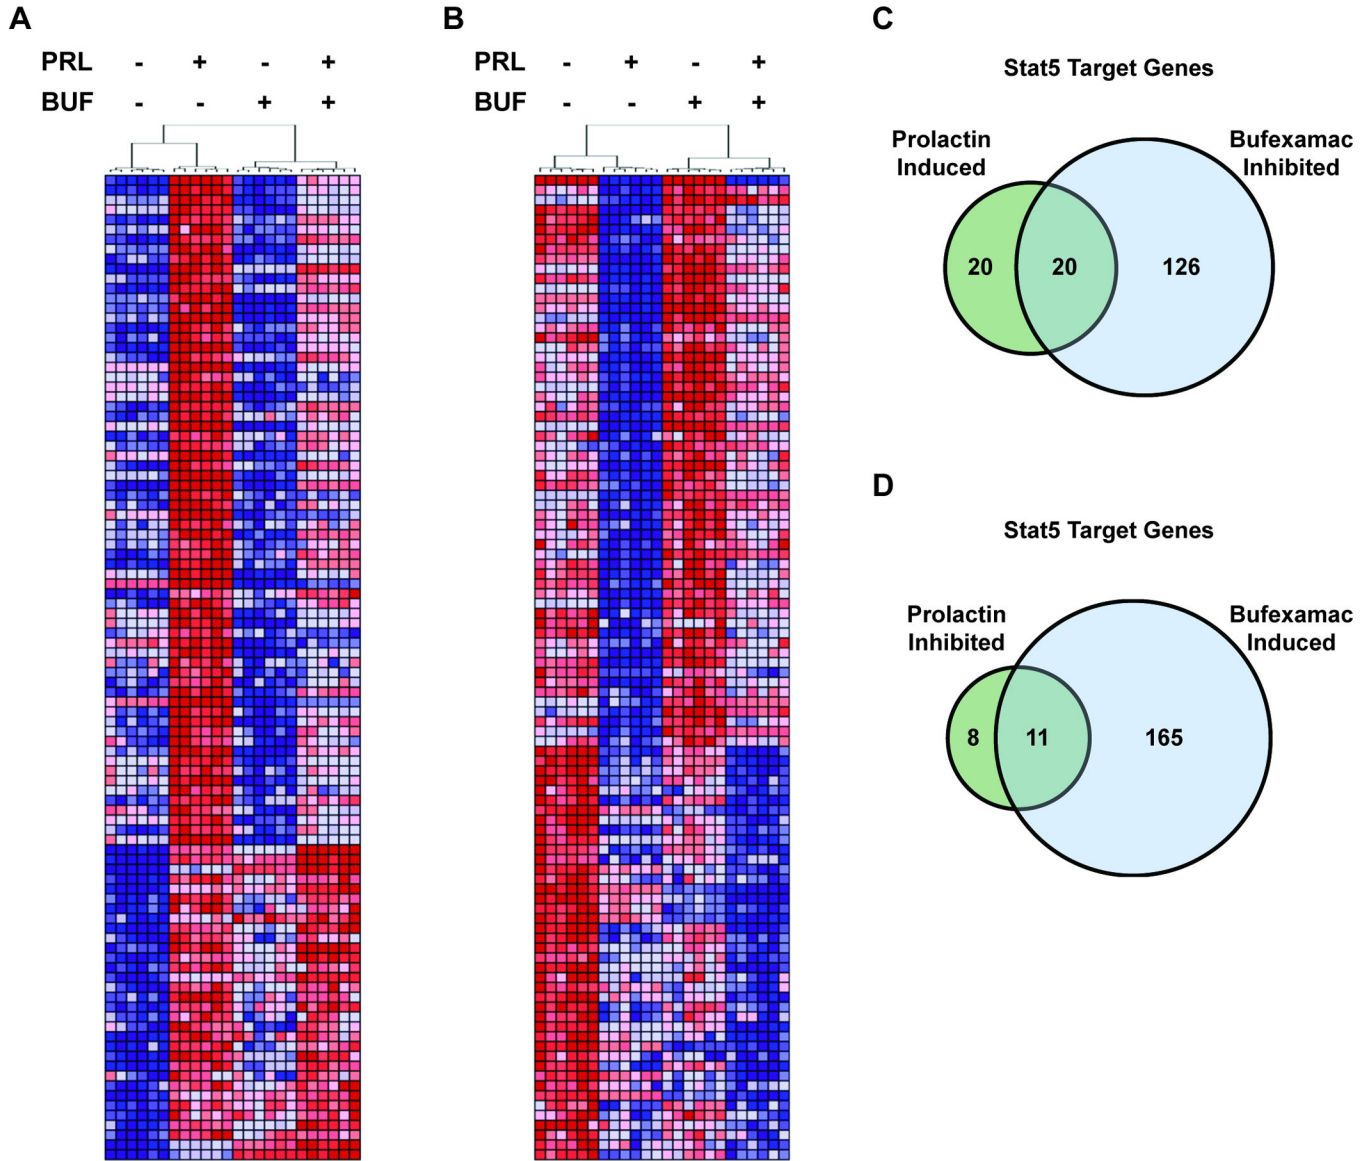 A
PRL - + - +
BUF - - + +
B
PRL - + - +
BUF - - + +
C
Stat5 Target Genes
Prolactin
Induced
Bufexamac
Inhibited
20 20 126
D
Stat5 Target Genes
Prolactin
Inhibited
Bufexamac
Induced
8 11 165